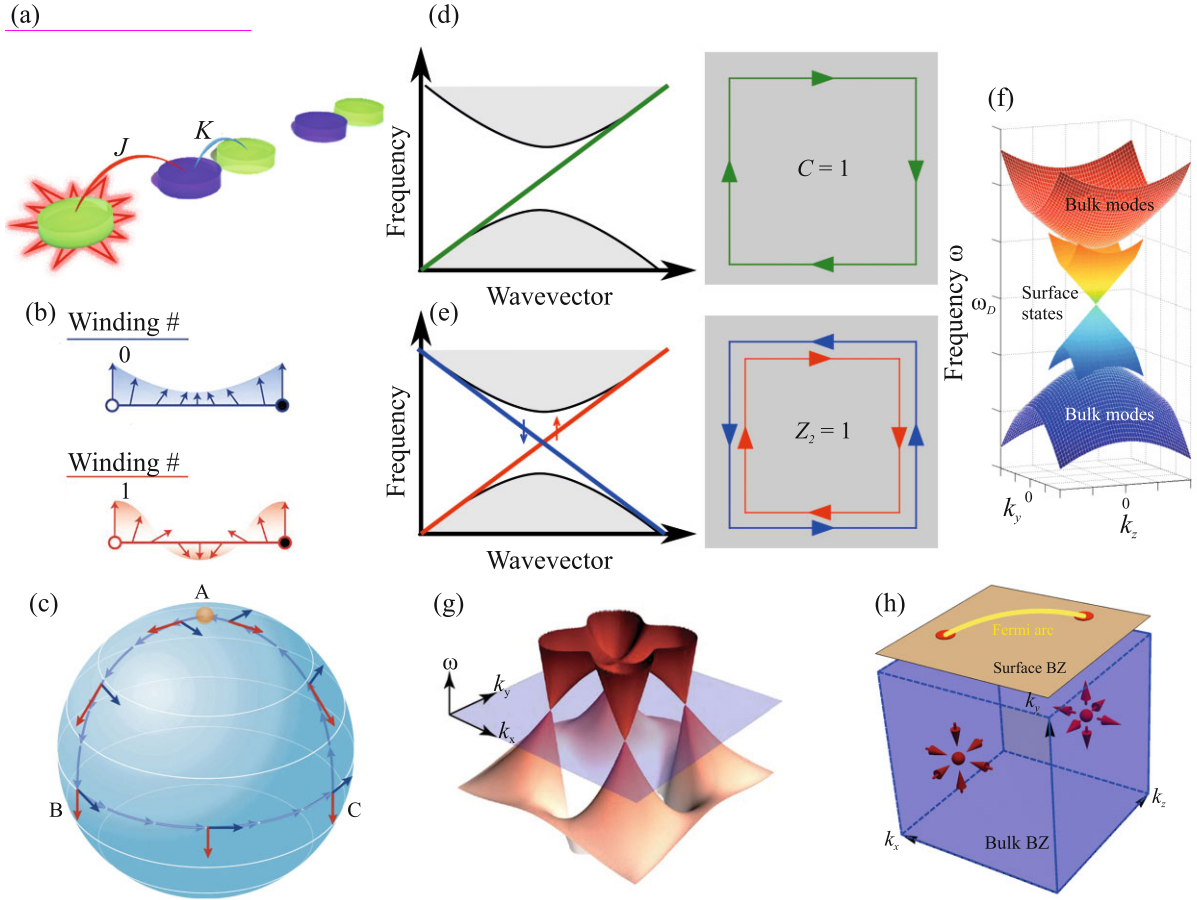 (a)
J
K
(b)
Winding #
0
Winding #
1
(c)
A
B
C
(d)
Frequency
Wavevector
C = 1
(e)
Frequency
Wavevector
Z₂ = 1
(f)
Frequency ω
ω_D
Bulk modes
Surface
states
Bulk modes
k_y
0
0
k_z
(g)
ω
k_y
k_x
(h)
Fermi arc
Surface BZ
k_y
k_z
k_x
Bulk BZ